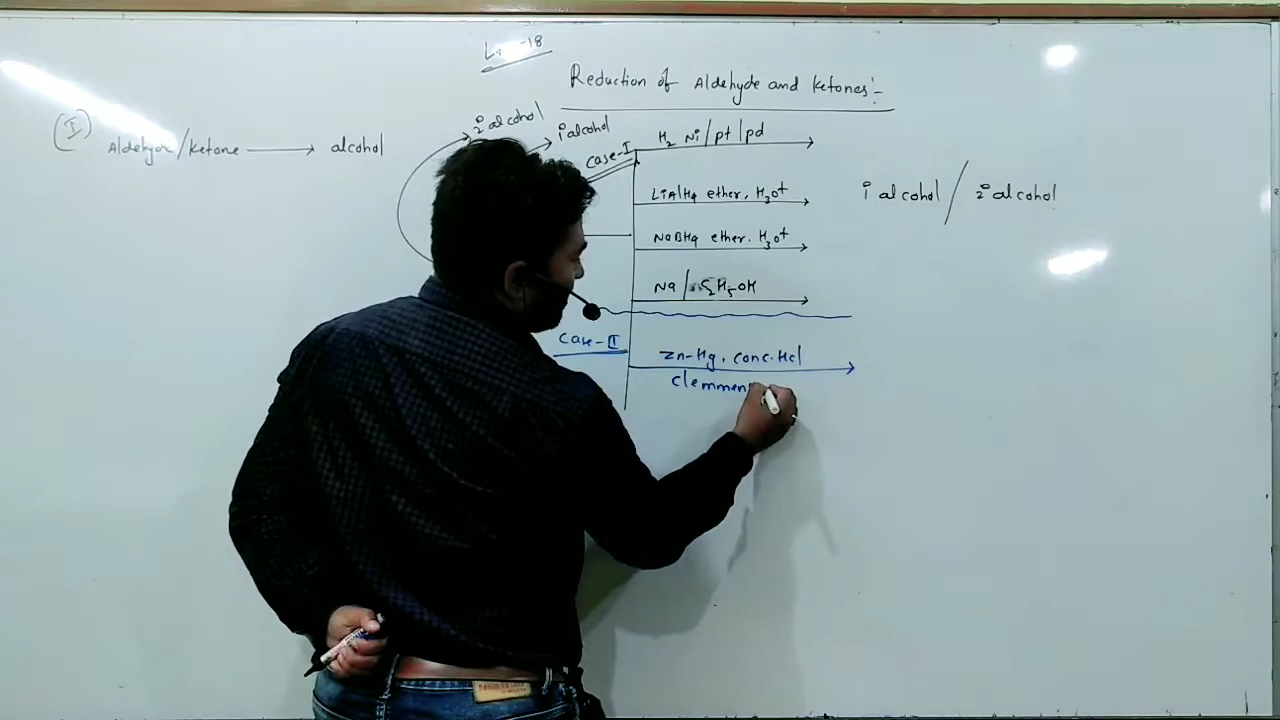 Reduction of Aldehyde and Ketones:-
(I) Aldehyde/Ketone ⟶ alcohol
2° alcohol
1° alcohol
Case-I
H2 Ni/pt/pd
LiAlH4 ether, H3O+
1° alcohol / 2° alcohol
NaBH4 ether, H3O+
Na/C2H5OH
Case-II
Zn-Hg, conc. Hcl
Clemmen